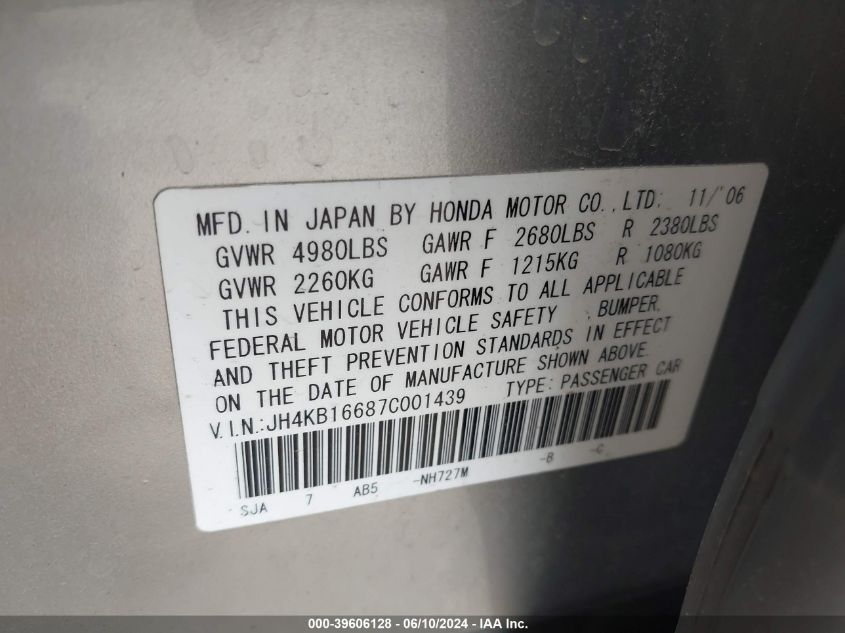 MFD. IN JAPAN BY HONDA MOTOR CO., LTD. 11/'06
GVWR 4980LBS GAWR F 2680LBS R 2380LBS
GVWR 2260KG GAWR F 1215KG R 1080KG
THIS VEHICLE CONFORMS TO ALL APPLICABLE
FEDERAL MOTOR VEHICLE SAFETY , BUMPER,
AND THEFT PREVENTION STANDARDS IN EFFECT
ON THE DATE OF MANUFACTURE SHOWN ABOVE.
V.I.N.:JH4KB16687C001439 TYPE: PASSENGER CAR
SJA 7 AB5 -NH727M -B -C
000-39606128 - 06/10/2024 - IAA Inc.